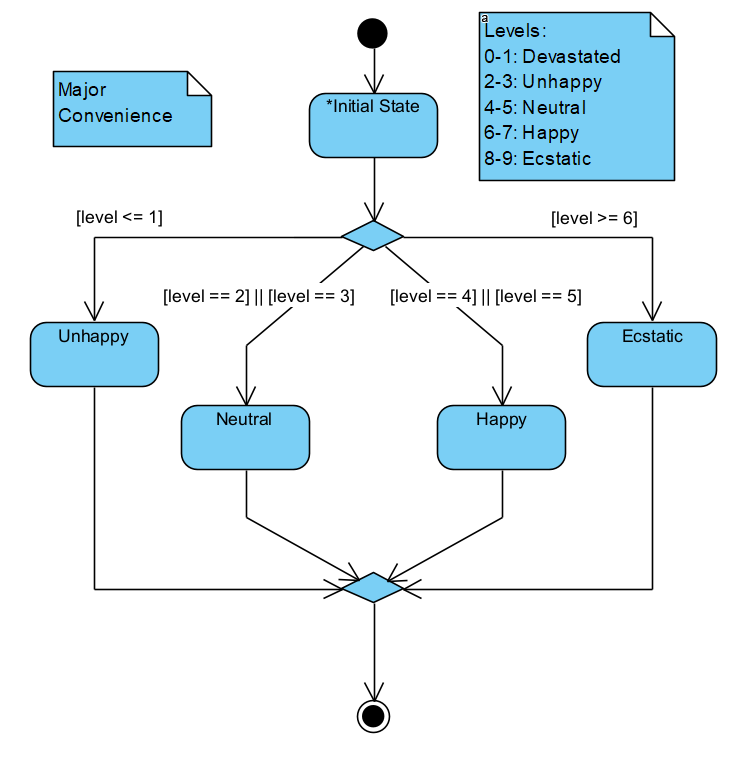 a
Levels:
0-1: Devastated
2-3: Unhappy
4-5: Neutral
6-7: Happy
8-9: Ecstatic
Major
Convenience
*Initial State
[level <= 1]
[level >= 6]
[level == 2] || [level == 3]
[level == 4] || [level == 5]
Unhappy
Ecstatic
Neutral
Happy